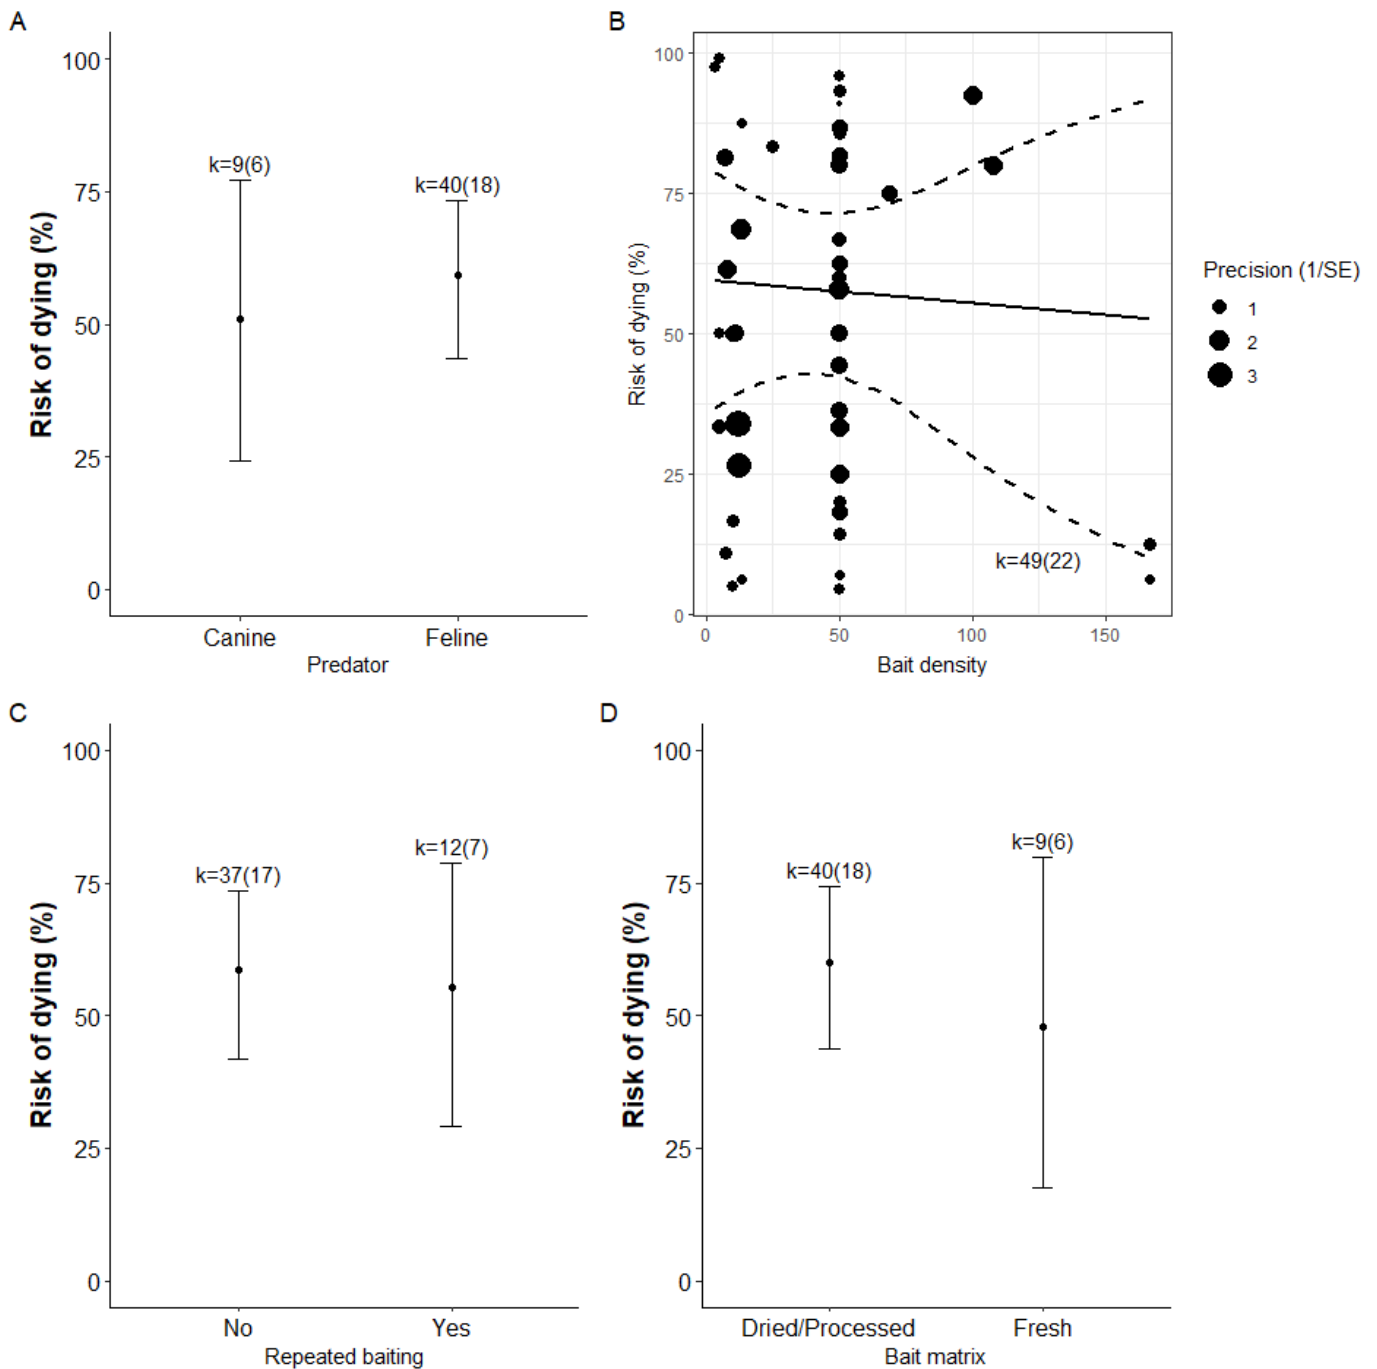 A
Risk of dying (%)
100
75
50
25
0
k=9(6)
k=40(18)
Canine
Feline
Predator
B
Risk of dying (%)
100
75
50
25
0
k=49(22)
0
50
100
150
Bait density
Precision (1/SE)
1
2
3
C
Risk of dying (%)
100
75
50
25
0
k=37(17)
k=12(7)
No
Yes
Repeated baiting
D
Risk of dying (%)
100
75
50
25
0
k=40(18)
k=9(6)
Dried/Processed
Fresh
Bait matrix